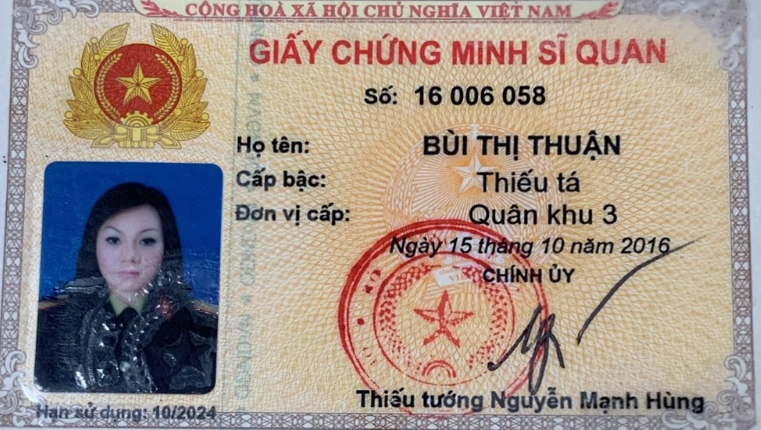 CỘNG HOÀ XÃ HỘI CHỦ NGHĨA VIỆT NAM
GIẤY CHỨNG MINH SĨ QUAN
Số: 16 006 058
Họ tên: BÙI THỊ THUẬN
Cấp bậc: Thiếu tá
Đơn vị cấp: Quân khu 3
Ngày 15 tháng 10 năm 2016
CHÍNH ỦY
Thiếu tướng Nguyễn Mạnh Hùng
Hạn sử dụng: 10/2024